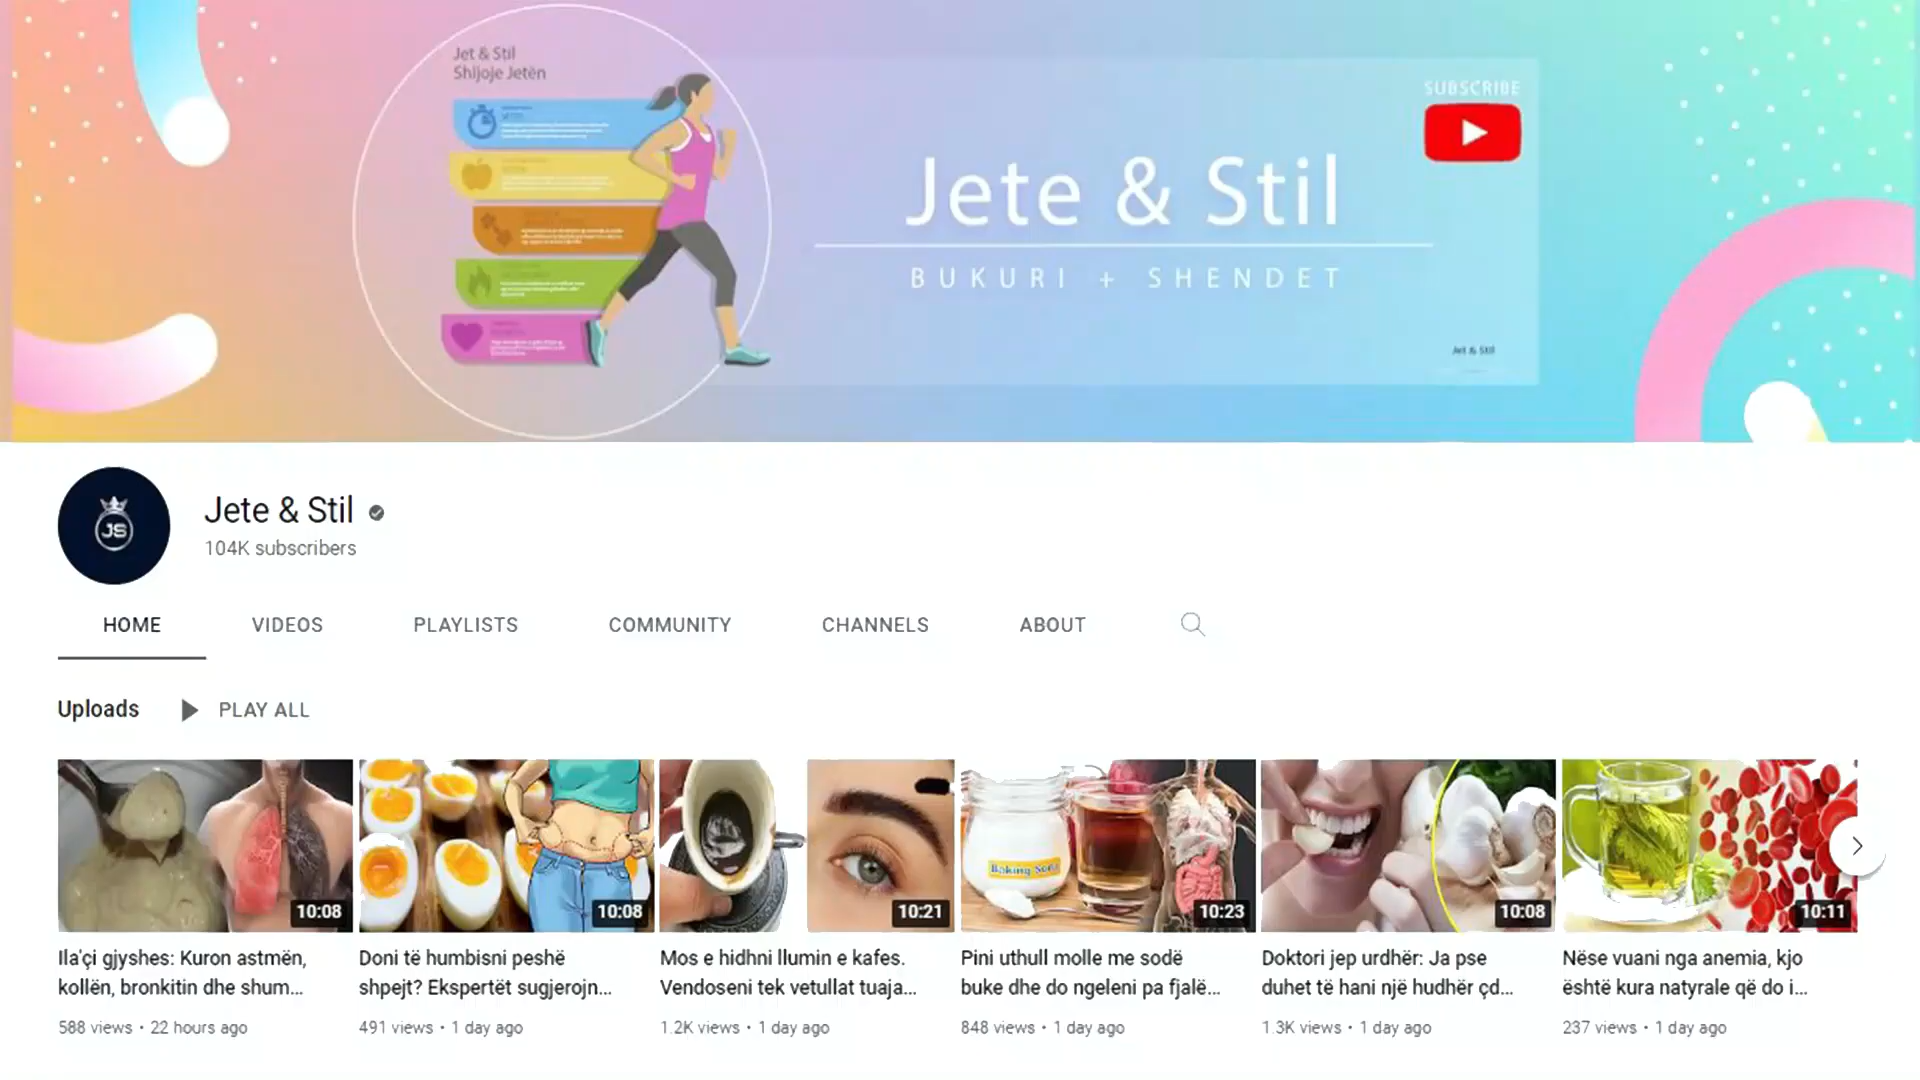 Jet & Stil
Shijoje Jetën
SUBSCRIBE
Jete & Stil
BUKURI + SHENDET
Jet & Stil
JS
Jete & Stil
104K subscribers
HOME VIDEOS PLAYLISTS COMMUNITY CHANNELS ABOUT
Uploads PLAY ALL
Baking Soda
10:08 10:08 10:21 10:23 10:08 10:11
Ila'çi gjyshes: Kuron astmën,
kollën, bronkitin dhe shum...
588 views • 22 hours ago
Doni të humbisni peshë
shpejt? Ekspertët sugjerojn...
491 views • 1 day ago
Mos e hidhni llumin e kafes.
Vendoseni tek vetullat tuaja...
1.2K views • 1 day ago
Pini uthull molle me sodë
buke dhe do ngeleni pa fjalë...
848 views • 1 day ago
Doktori jep urdhër: Ja pse
duhet të hani një hudhër çd...
1.3K views • 1 day ago
Nëse vuani nga anemia, kjo
është kura natyrale që do i...
237 views • 1 day ago